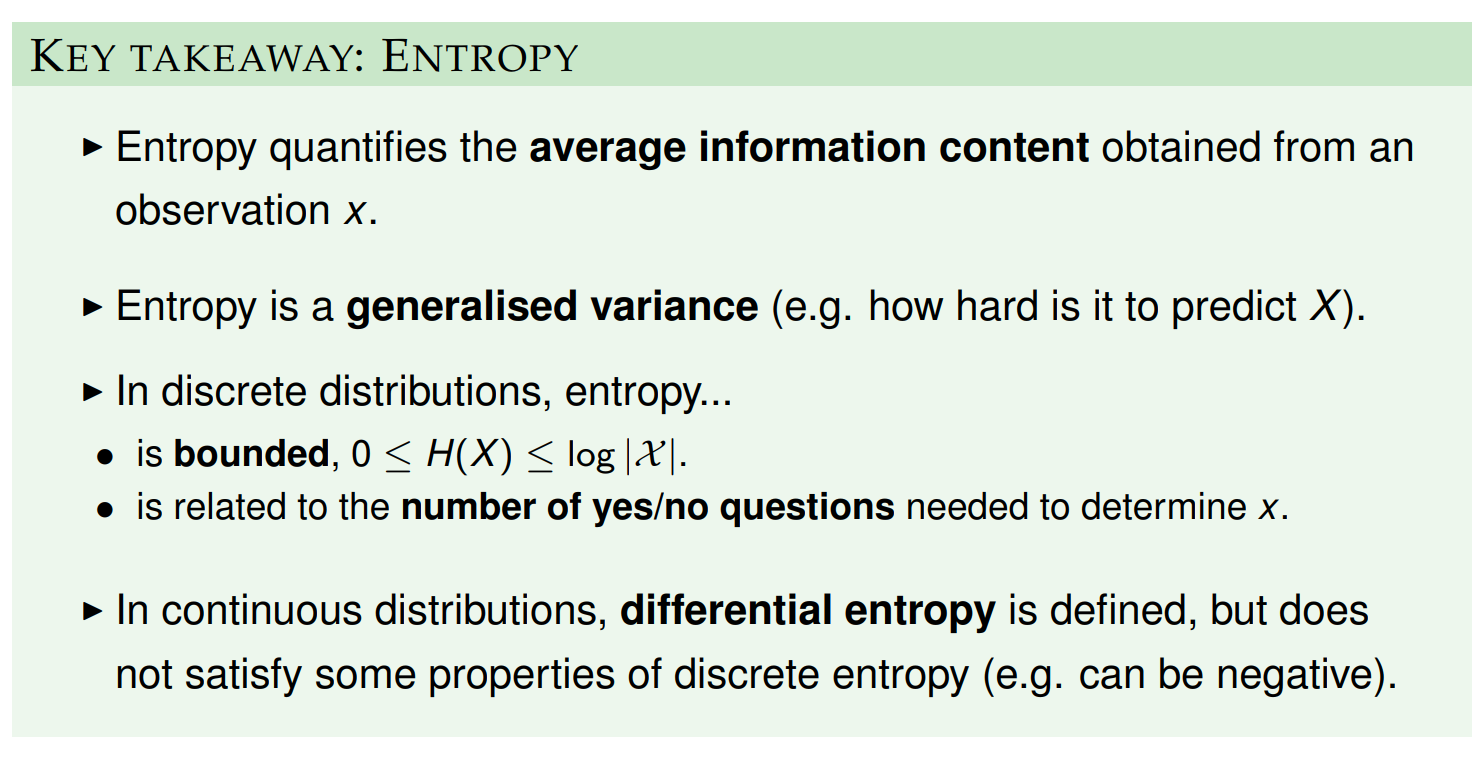 KEY TAKEAWAY: ENTROPY
▶ Entropy quantifies the average information content obtained from an
observation x.
▶ Entropy is a generalised variance (e.g. how hard is it to predict X).
▶ In discrete distributions, entropy...
• is bounded, 0 ≤ H(X) ≤ log |𝒳|.
• is related to the number of yes/no questions needed to determine x.
▶ In continuous distributions, differential entropy is defined, but does
not satisfy some properties of discrete entropy (e.g. can be negative).